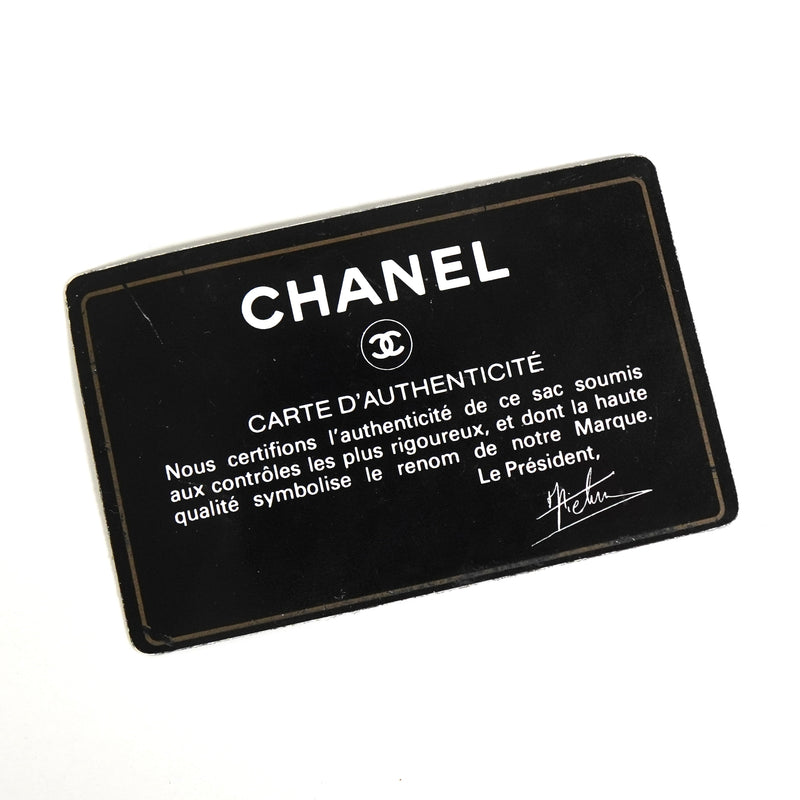 CHANEL
CARTE D'AUTHENTICITÉ
Nous certifions l'authenticité de ce sac soumis
aux contrôles les plus rigoureux, et dont la haute
qualité symbolise le renom de notre Marque.
Le Président,